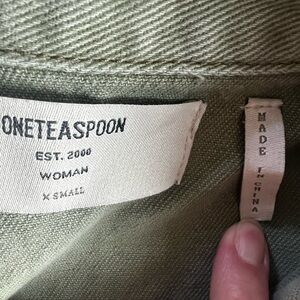 ONETEASPOON
EST. 2000
WOMAN
X SMALL
MADE
IN CHINA